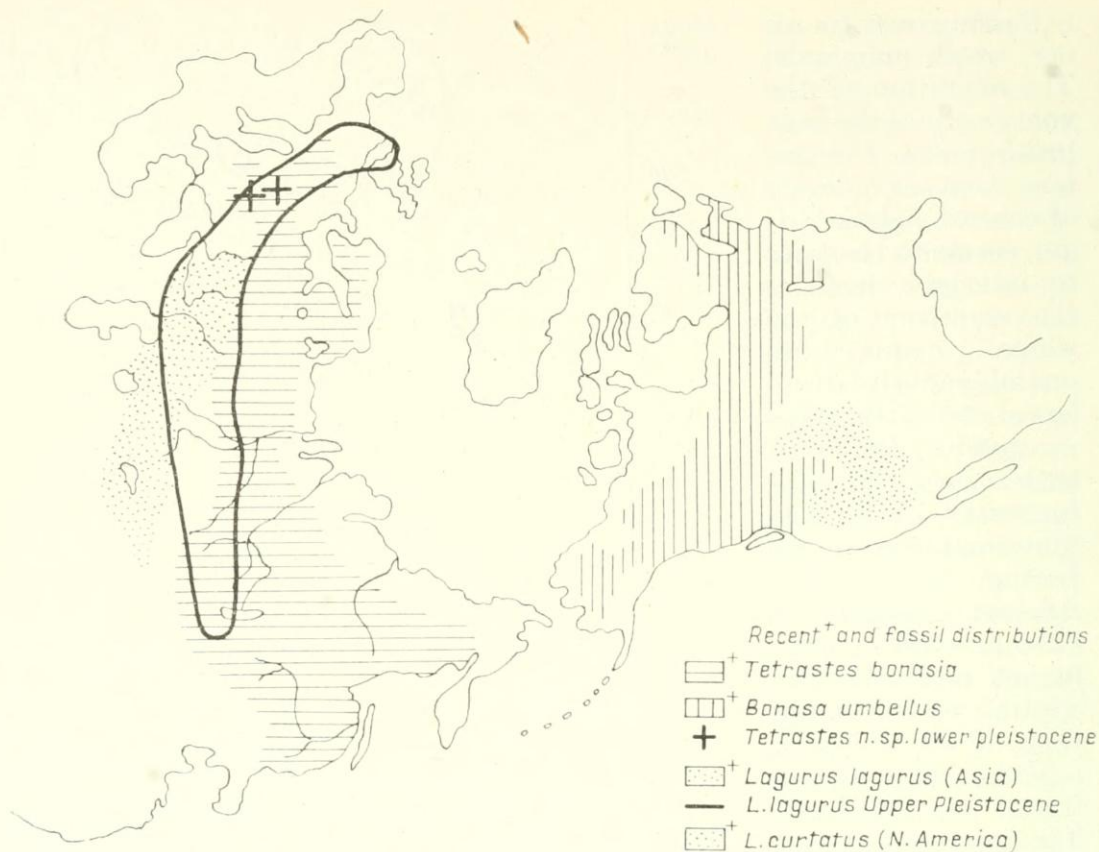 Recent+ and fossil distributions
+ Tetrastes bonasia
+ Bonasa umbellus
+ Tetrastes n. sp. lower pleistocene
+ Lagurus lagurus (Asia)
L. lagurus Upper Pleistocene
+ L. curtatus (N. America)